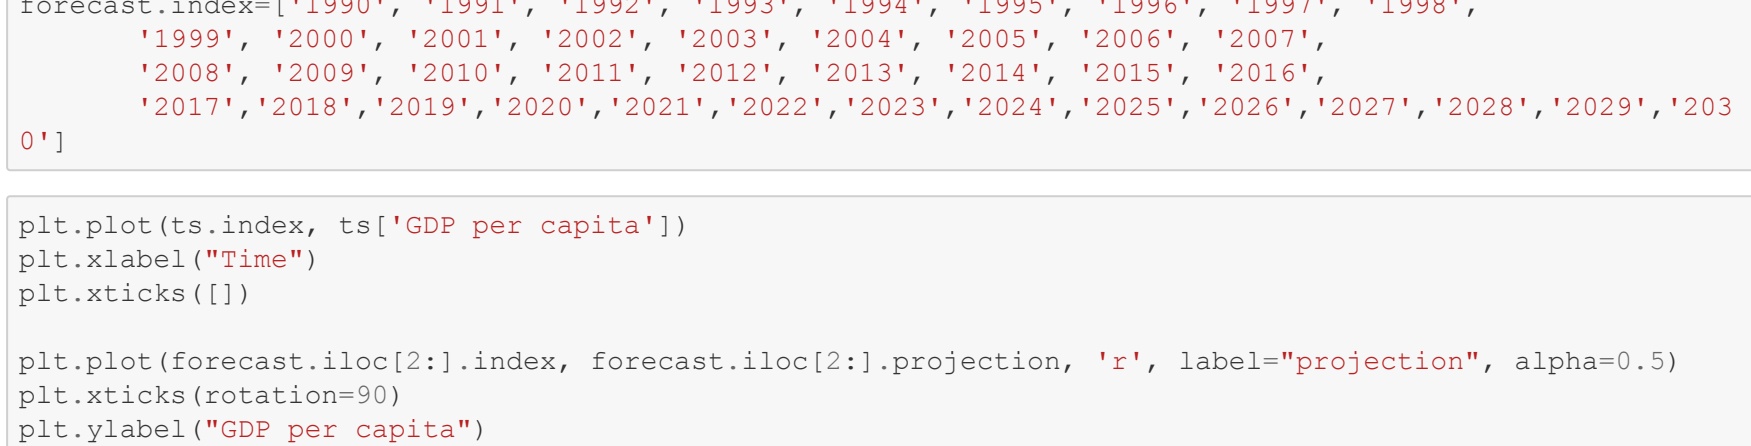 forecast.index=['1990', '1991', '1992', '1993', '1994', '1995', '1996', '1997', '1998',
'1999', '2000', '2001', '2002', '2003', '2004', '2005', '2006', '2007',
'2008', '2009', '2010', '2011', '2012', '2013', '2014', '2015', '2016',
'2017','2018','2019','2020','2021','2022','2023','2024','2025','2026','2027','2028','2029','203
0']
plt.plot(ts.index, ts['GDP per capita'])
plt.xlabel("Time")
plt.xticks([])
plt.plot(forecast.iloc[2:].index, forecast.iloc[2:].projection, 'r', label="projection", alpha=0.5)
plt.xticks(rotation=90)
plt.ylabel("GDP per capita")